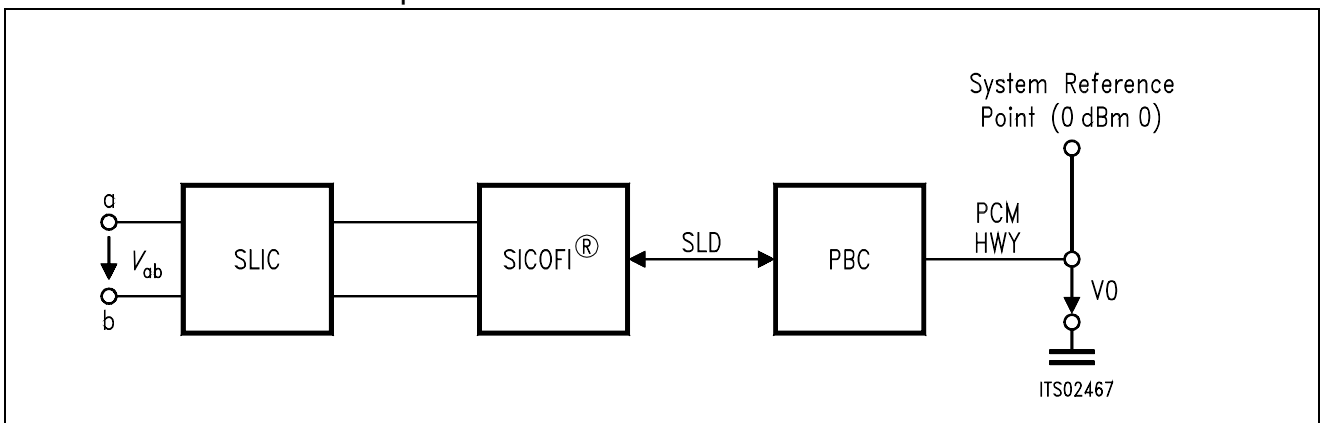 System Reference
Point (0 dBm 0)
a
Vab
b
SLIC
SICOFI®
SLD
PBC
PCM
HWY
V0
ITS02467